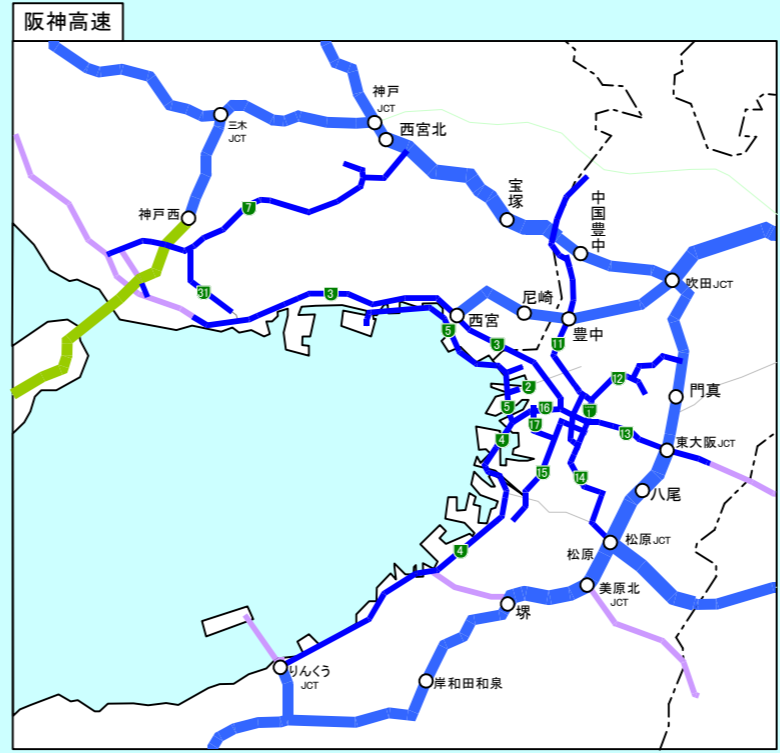 阪神高速
神戸
JCT
三木
JCT
西宮北
宝塚
中国豊中
神戸西
7
31
3
5
西宮
尼崎
豊中
吹田JCT
3
11
2
12
門真
5
16
1
17
13
4
東大阪JCT
15
14
八尾
4
松原
松原JCT
美原北
JCT
堺
りんくう
JCT
岸和田和泉